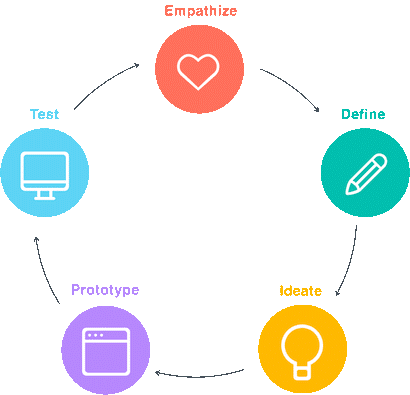 Empathize
Define
Ideate
Prototype
Test